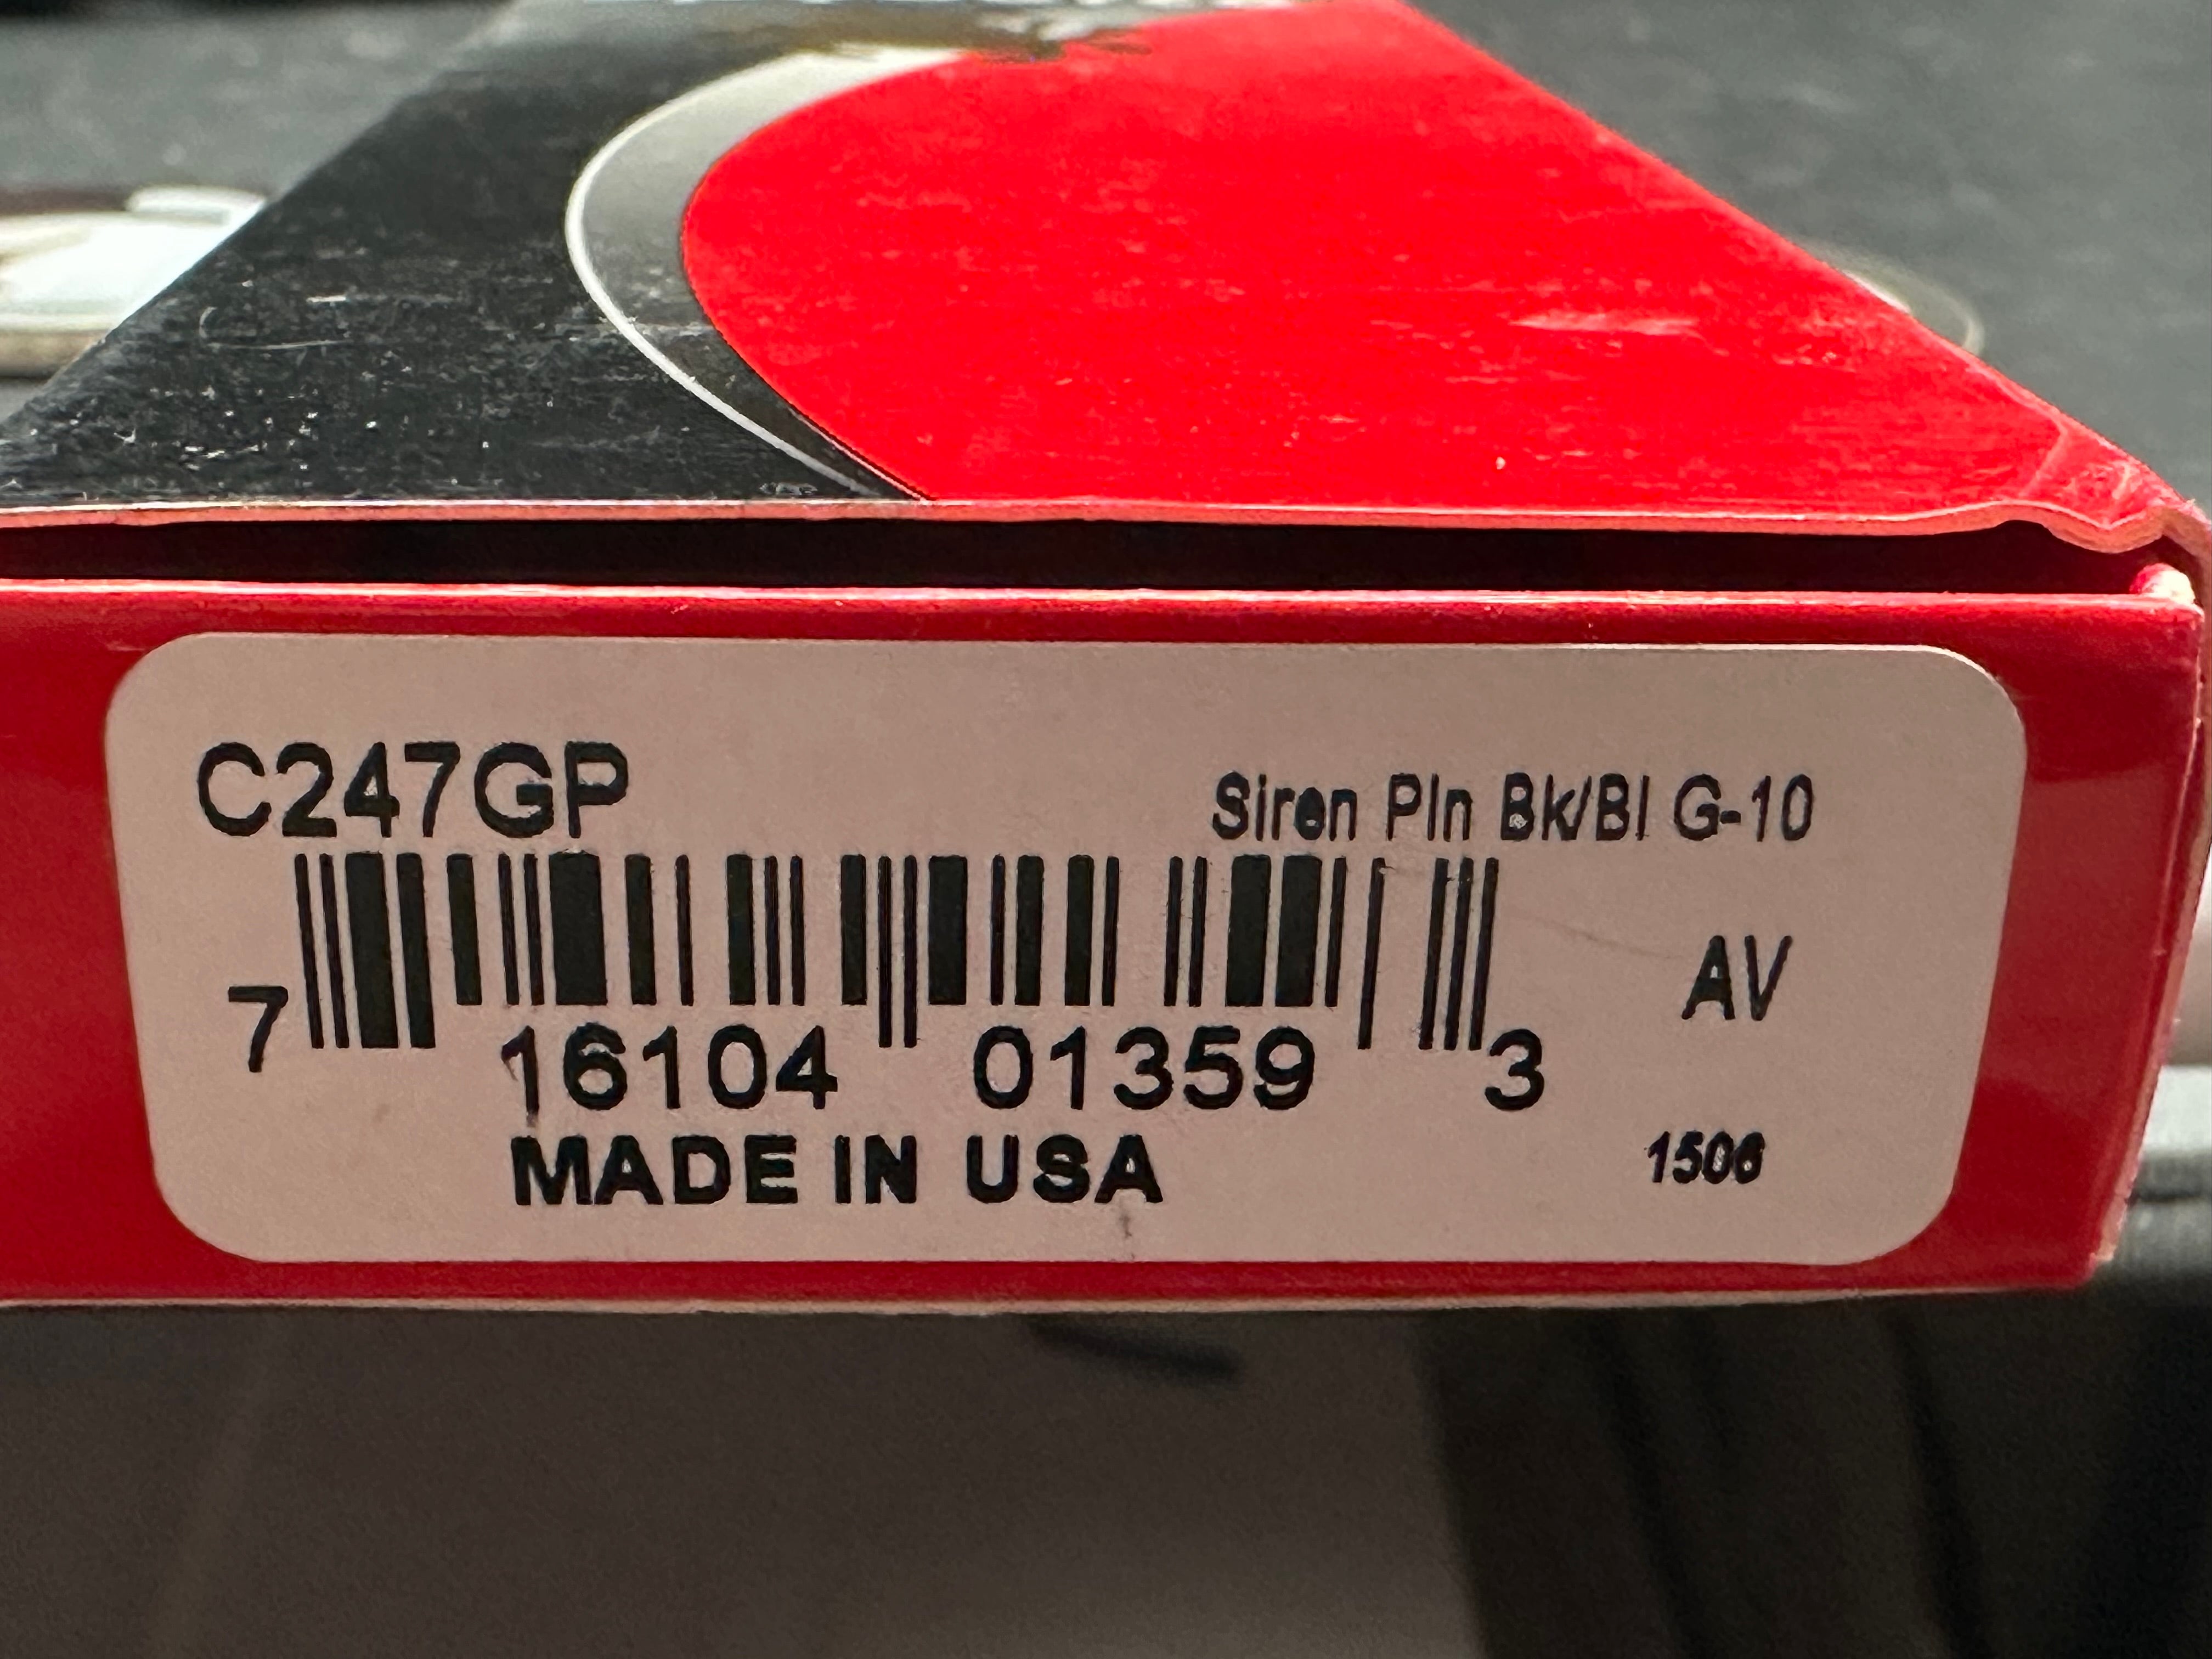 C247GP
Siren Pln Bk/Bl G-10
AV
7 16104 01359 3
MADE IN USA
1506